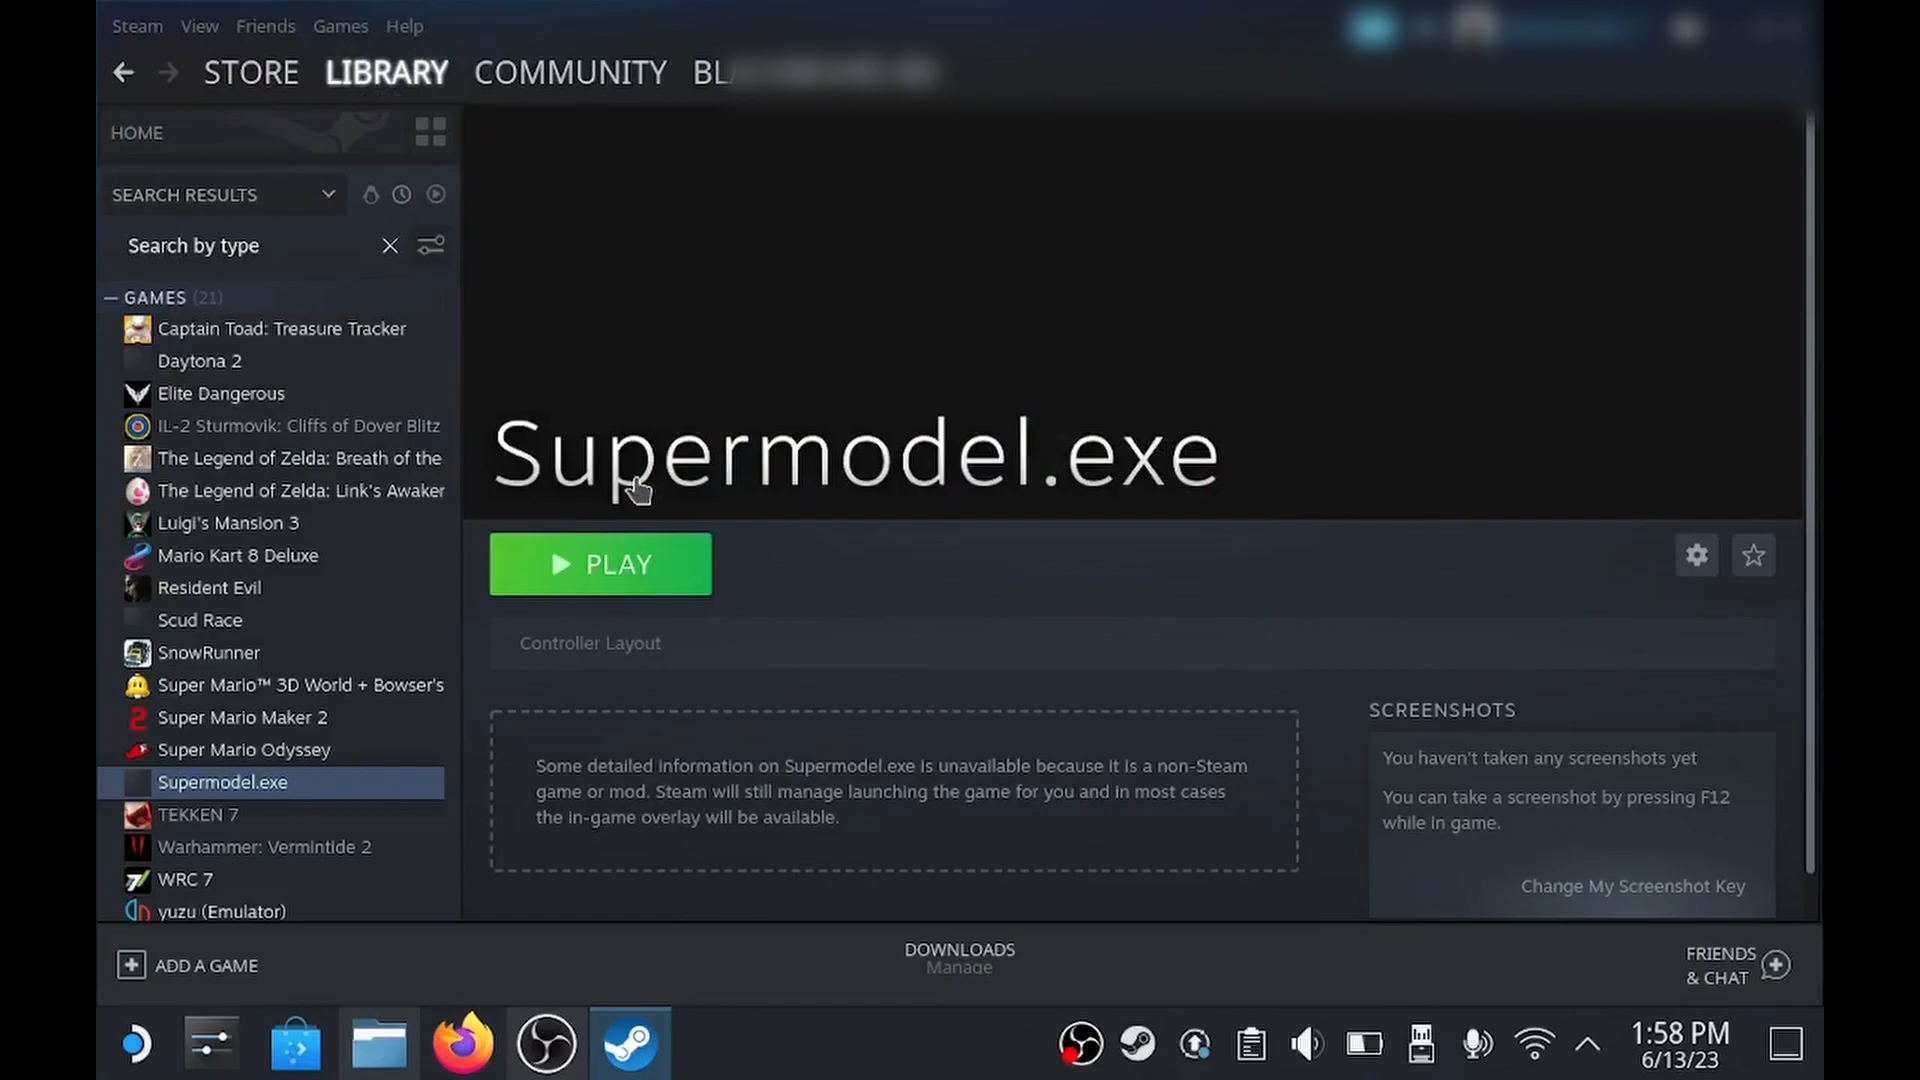 Steam View Friends Games Help
STORE LIBRARY COMMUNITY
HOME
SEARCH RESULTS
Search by type
GAMES (21)
Captain Toad: Treasure Tracker
Daytona 2
Elite Dangerous
IL-2 Sturmovik: Cliffs of Dover Blitz
The Legend of Zelda: Breath of the
The Legend of Zelda: Link's Awaker
Luigi's Mansion 3
Mario Kart 8 Deluxe
Resident Evil
Scud Race
SnowRunner
Super Mario™ 3D World + Bowser's
Super Mario Maker 2
Super Mario Odyssey
Supermodel.exe
TEKKEN 7
Warhammer: Vermintide 2
WRC 7
yuzu (Emulator)
Supermodel.exe
PLAY
Controller Layout
Some detailed information on Supermodel.exe is unavailable because it is a non-Steam
game or mod. Steam will still manage launching the game for you and in most cases
the in-game overlay will be available.
SCREENSHOTS
You haven't taken any screenshots yet
You can take a screenshot by pressing F12
while in game.
Change My Screenshot Key
ADD A GAME
DOWNLOADS
Manage
FRIENDS
& CHAT
1:58 PM
6/13/23